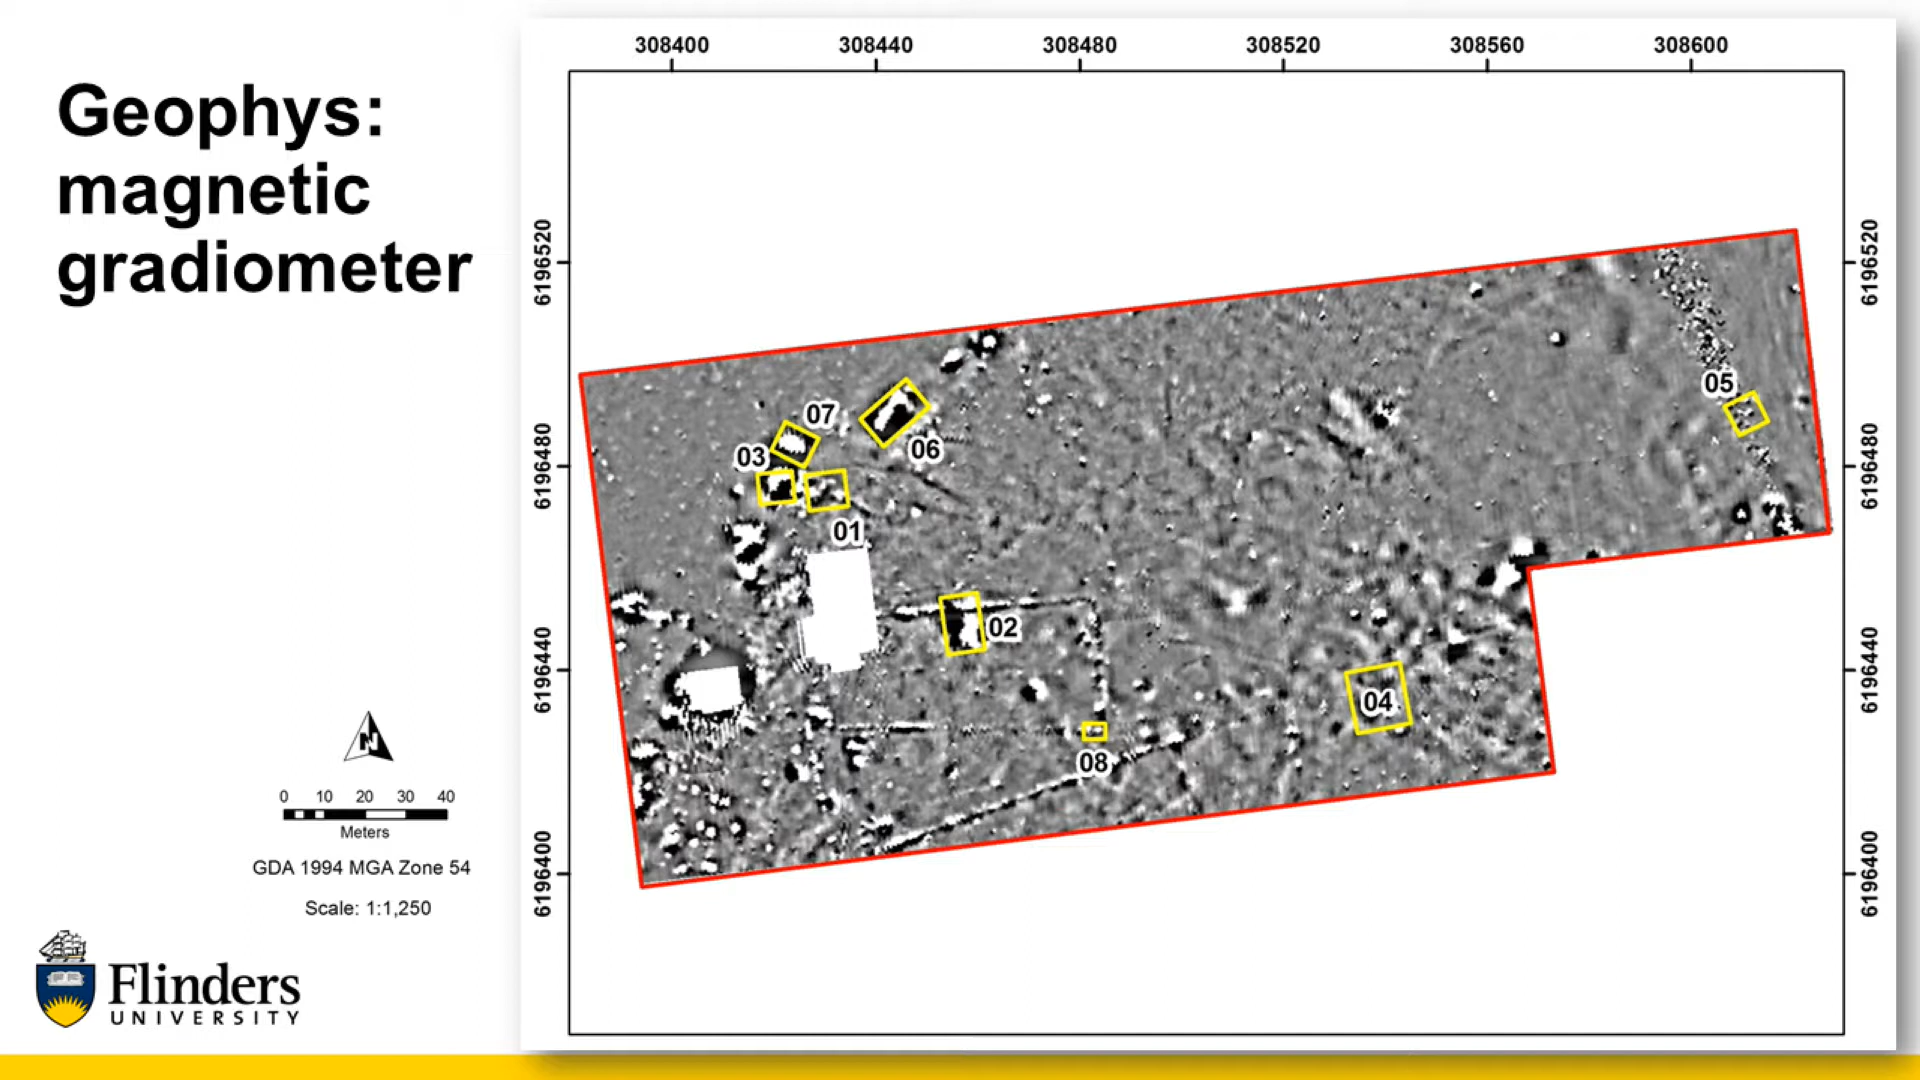 Geophys:
magnetic
gradiometer
308400 308440 308480 308520 308560 308600
6196520
6196480
6196440
6196400
6196520
6196480
6196440
6196400
07
03
06
01
02
05
04
08
N
0 10 20 30 40
Meters
GDA 1994 MGA Zone 54
Scale: 1:1,250
Flinders
UNIVERSITY